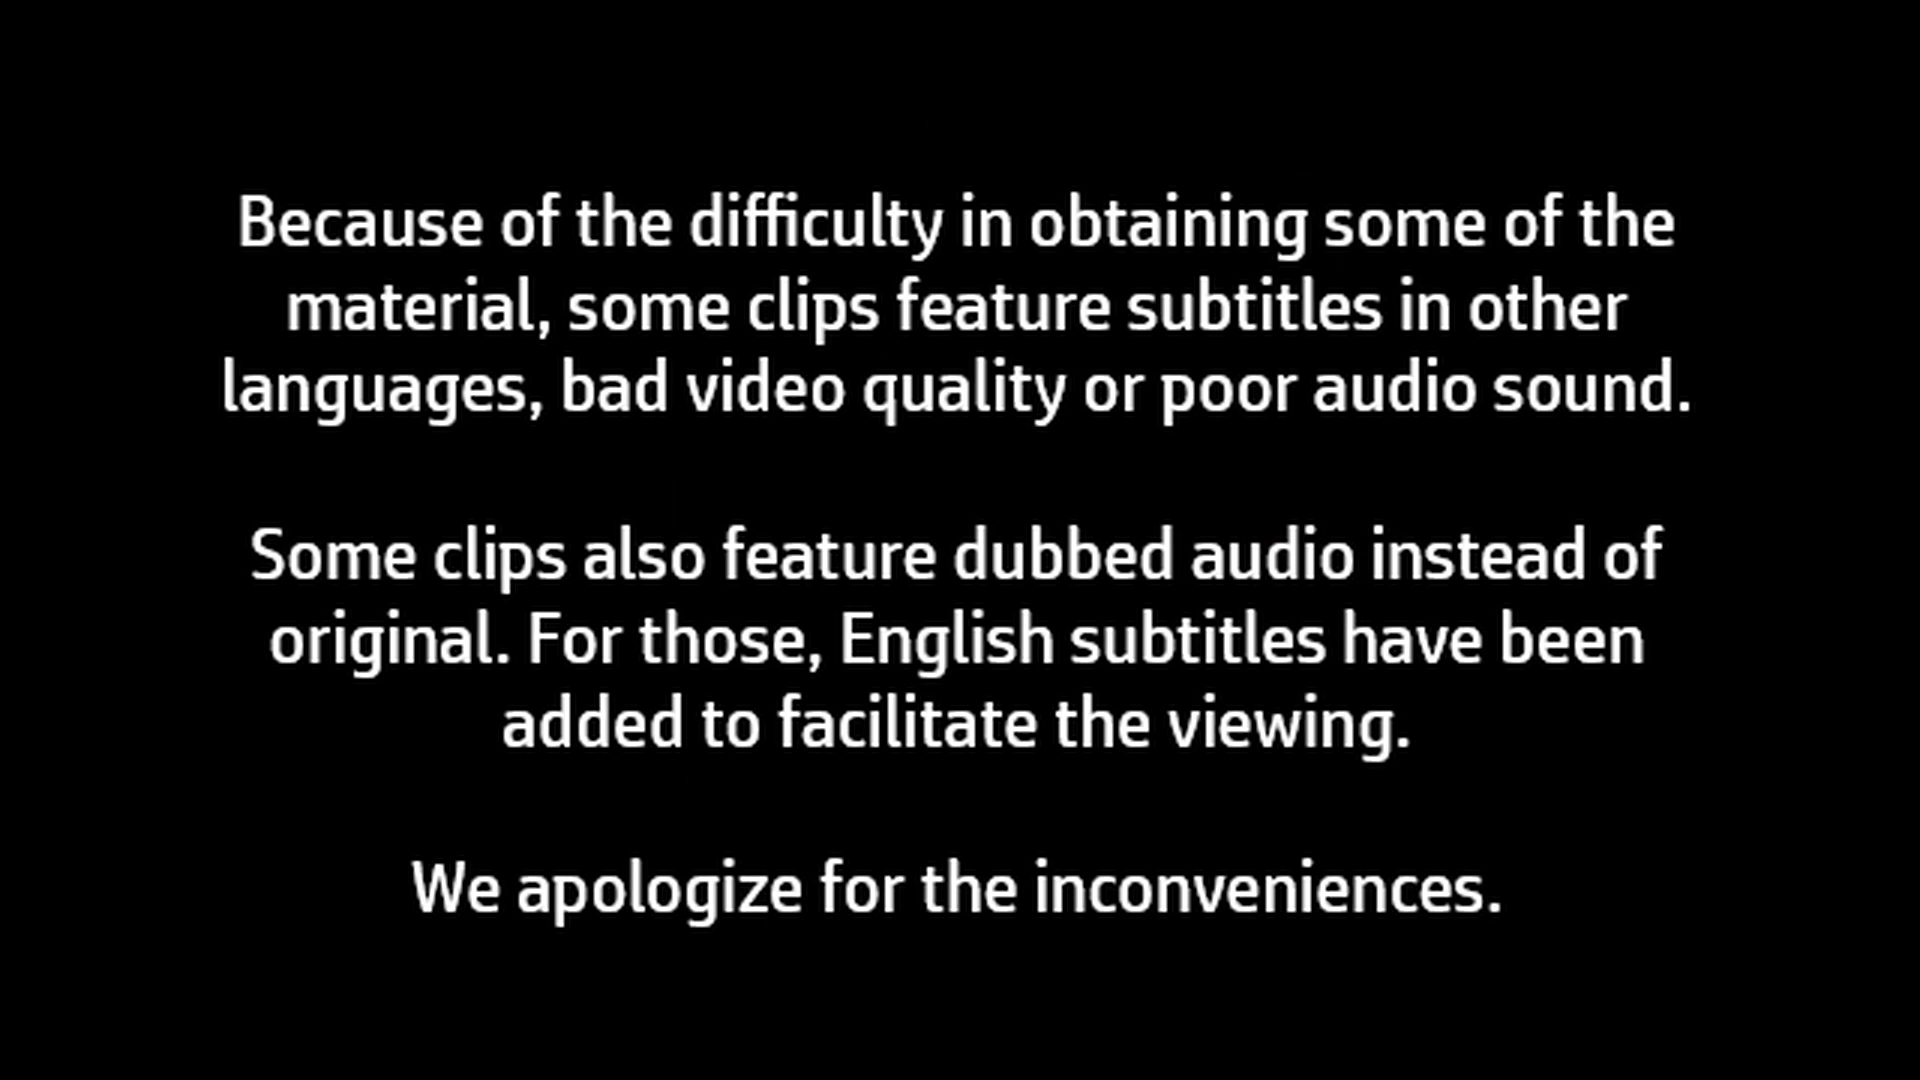 Because of the difficulty in obtaining some of the
material, some clips feature subtitles in other
languages, bad video quality or poor audio sound.
Some clips also feature dubbed audio instead of
original. For those, English subtitles have been
added to facilitate the viewing.
We apologize for the inconveniences.